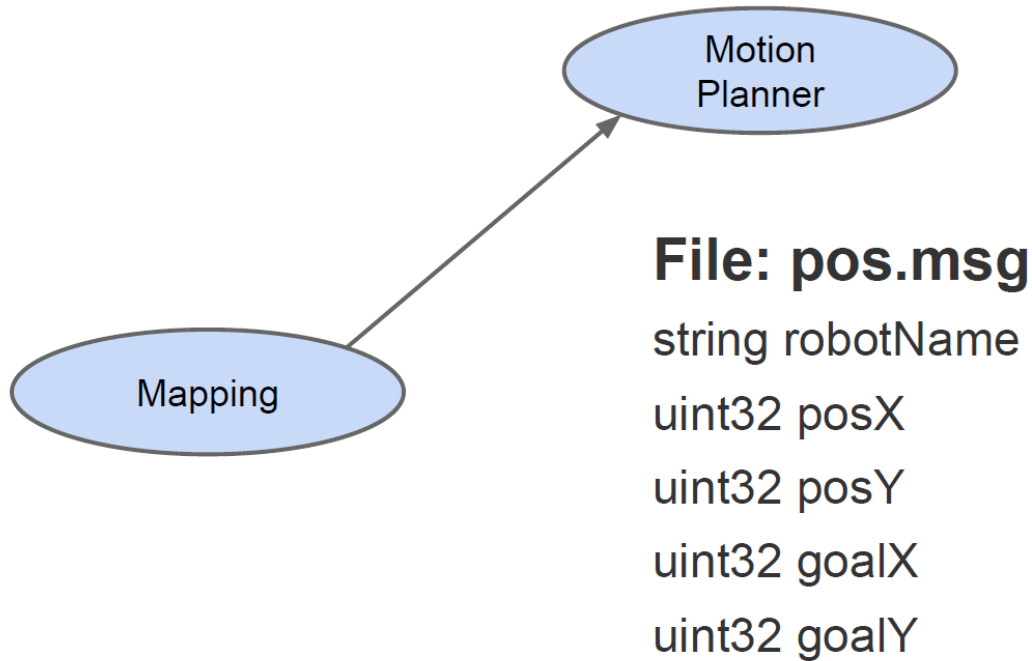 Motion
Planner
Mapping
File: pos.msg
string robotName
uint32 posX
uint32 posY
uint32 goalX
uint32 goalY